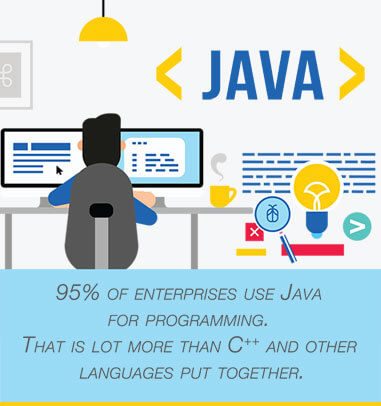 < JAVA >
95% of enterprises use Java
for programming.
That is lot more than C++ and other
languages put together.